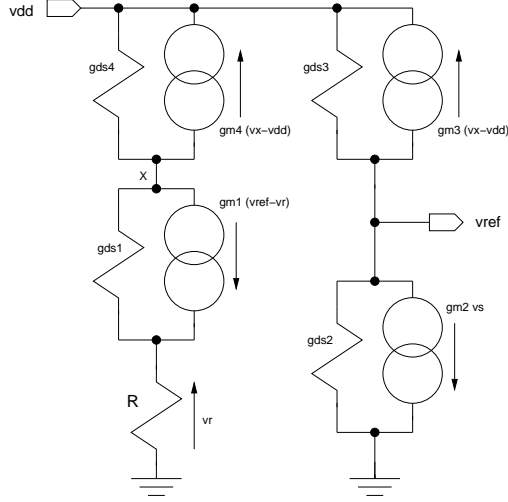 vdd
gds4
gds3
gm4 (vx−vdd)
gm3 (vx−vdd)
X
gm1 (vref−vr)
vref
gds1
gm2 vs
gds2
R
vr